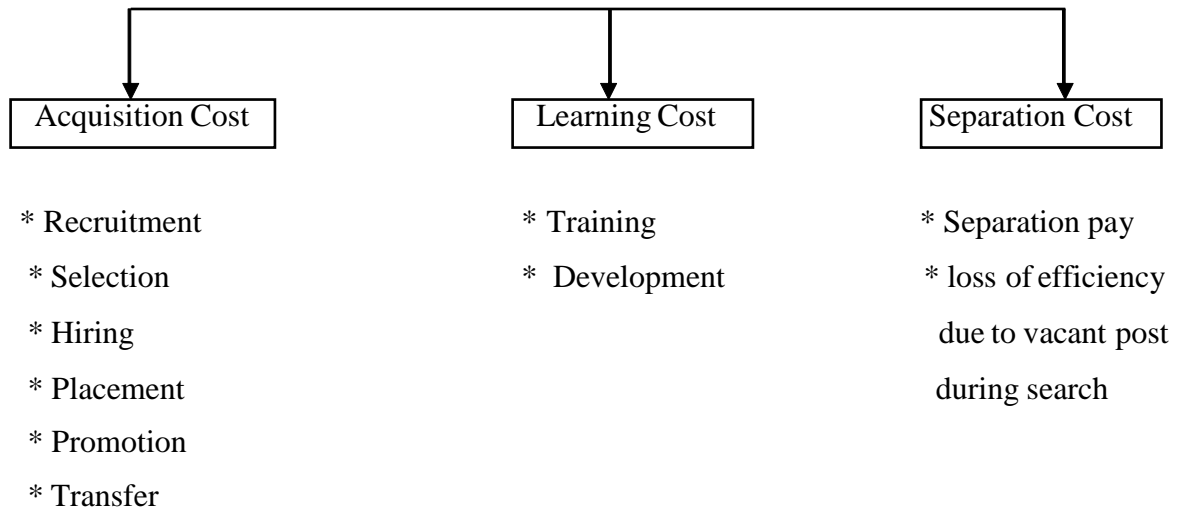 Acquisition Cost
* Recruitment
* Selection
* Hiring
* Placement
* Promotion
* Transfer
Learning Cost
* Training
* Development
Separation Cost
* Separation pay
* loss of efficiency
due to vacant post
during search